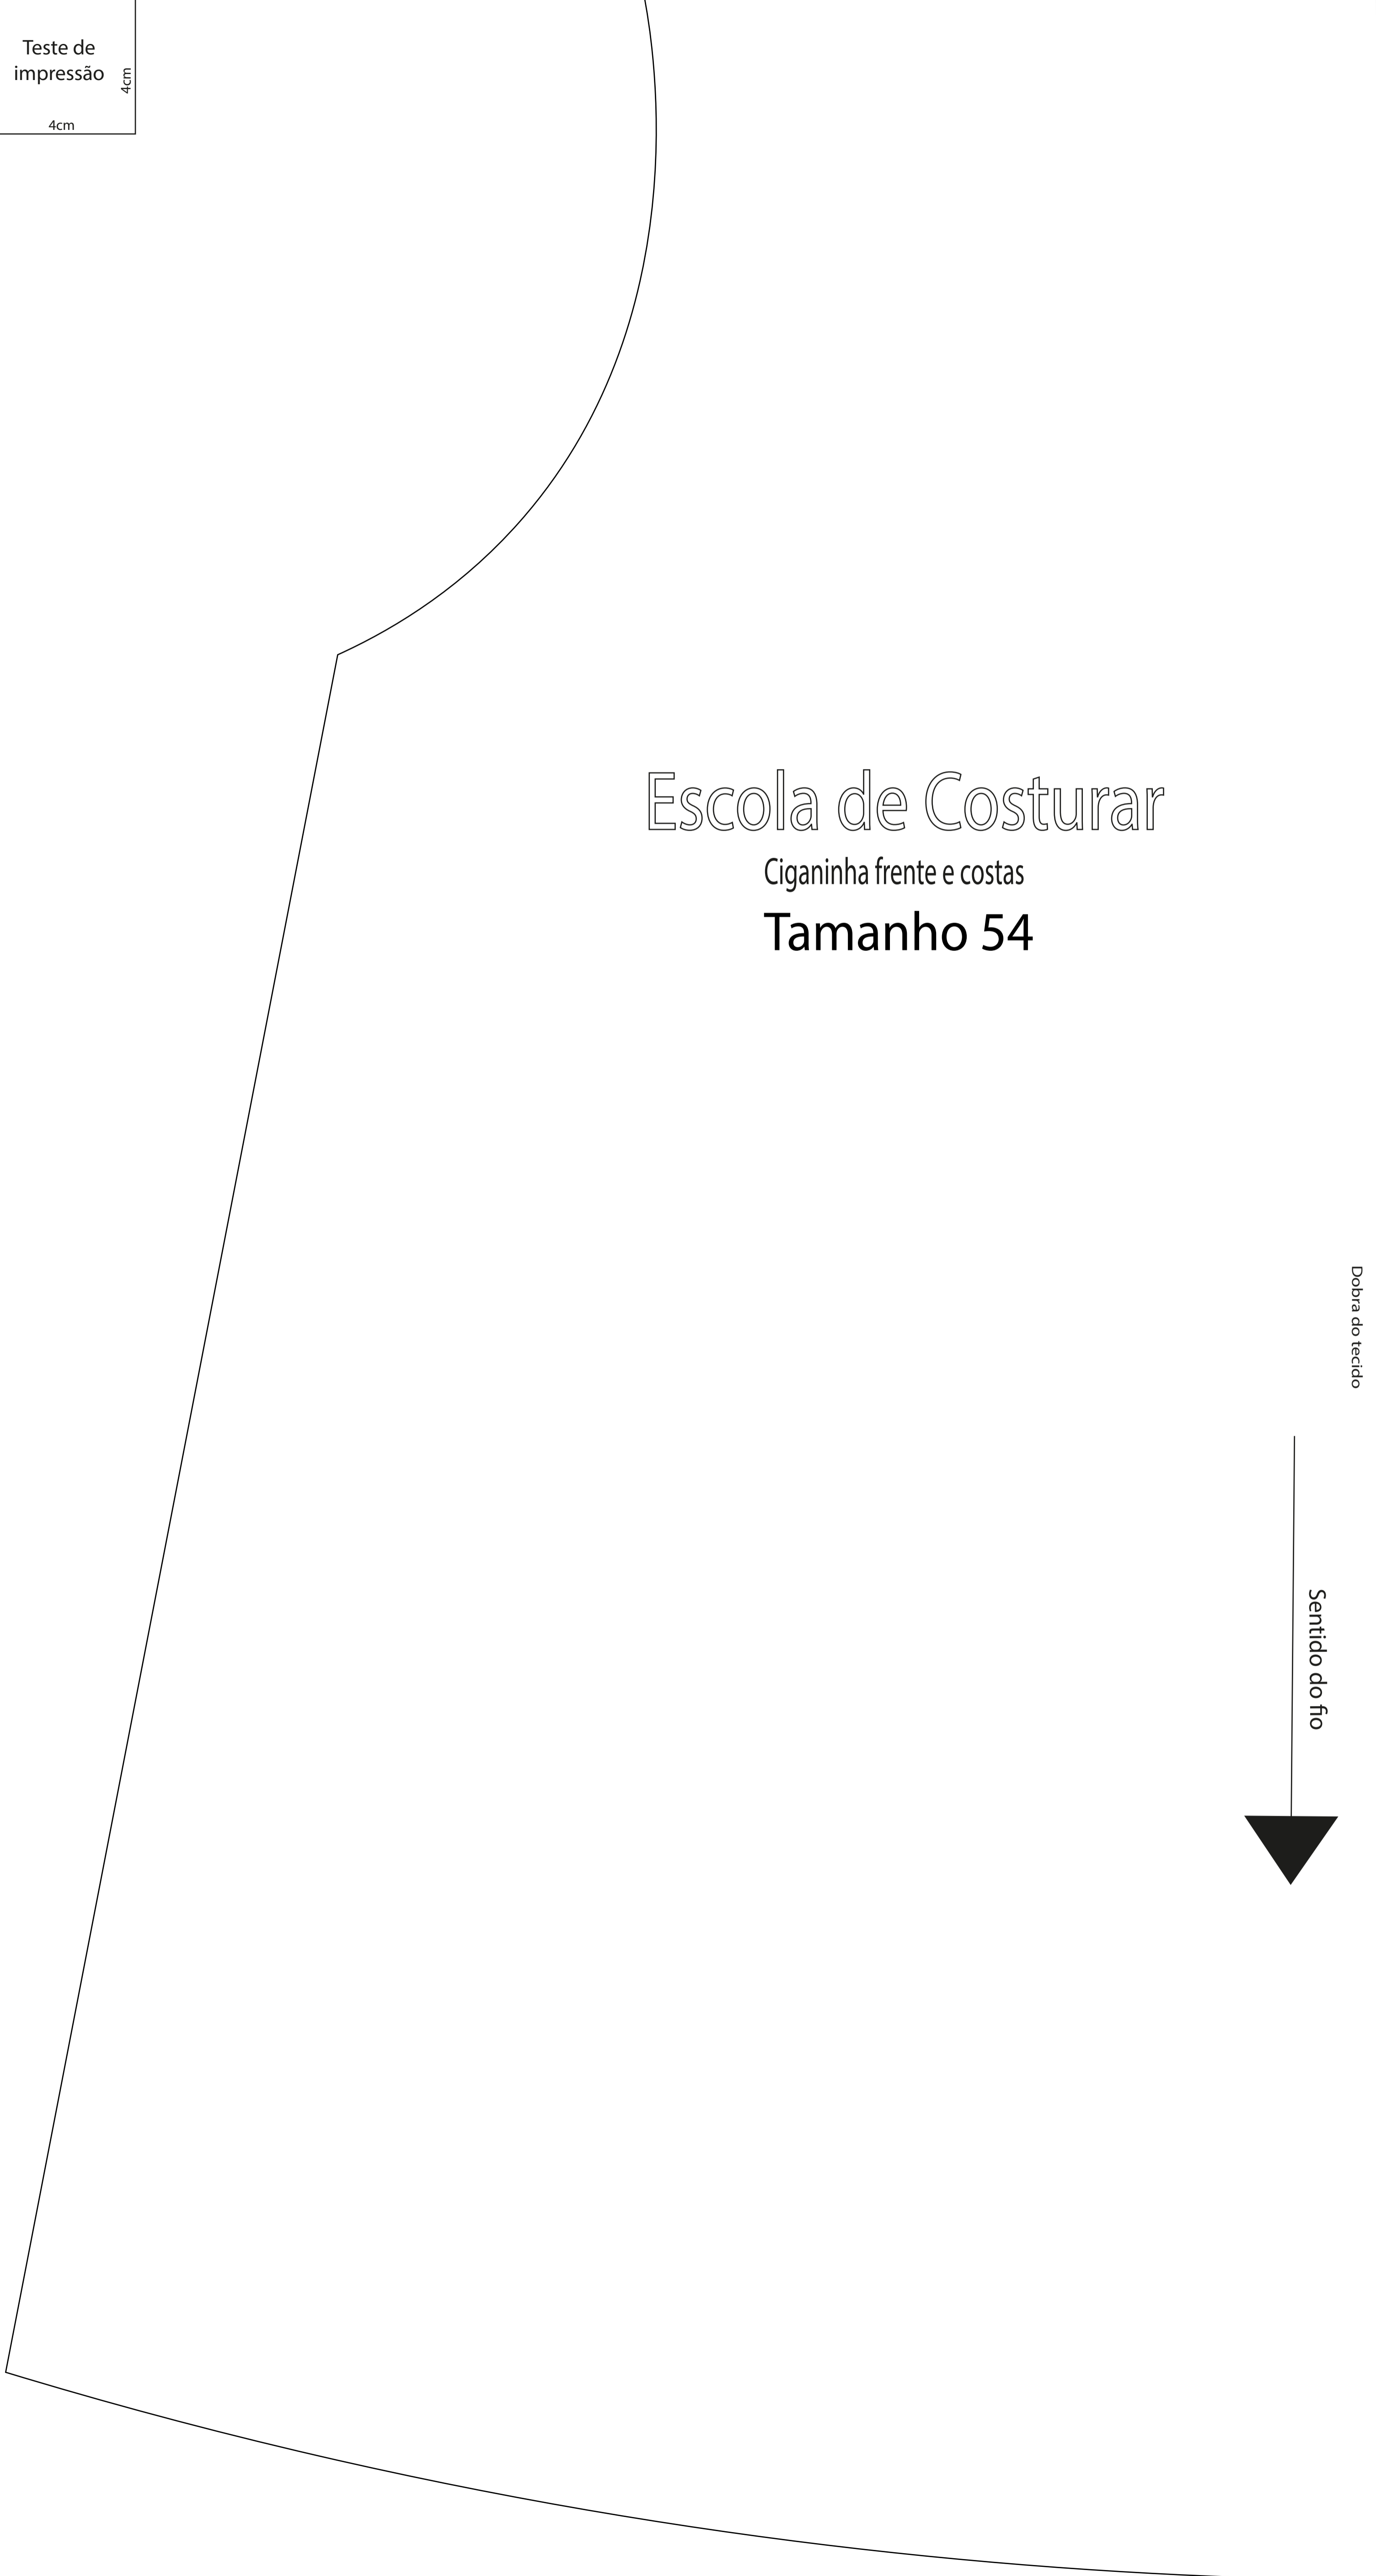 Teste de
impressão
4cm
4cm
Escola de Costurar
Ciganinha frente e costas
Tamanho 54
Dobra do tecido
Sentido do fio